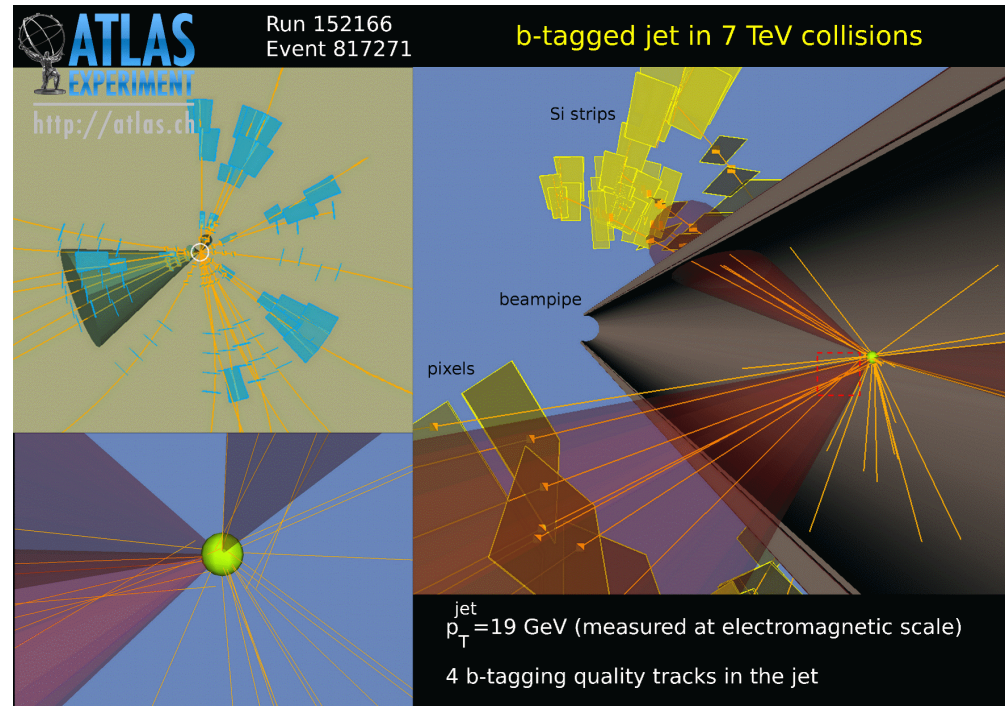 ATLAS
EXPERIMENT
http://atlas.ch
Run 152166
Event 817271
b-tagged jet in 7 TeV collisions
Si strips
beampipe
pixels
p_T^jet=19 GeV (measured at electromagnetic scale)
4 b-tagging quality tracks in the jet